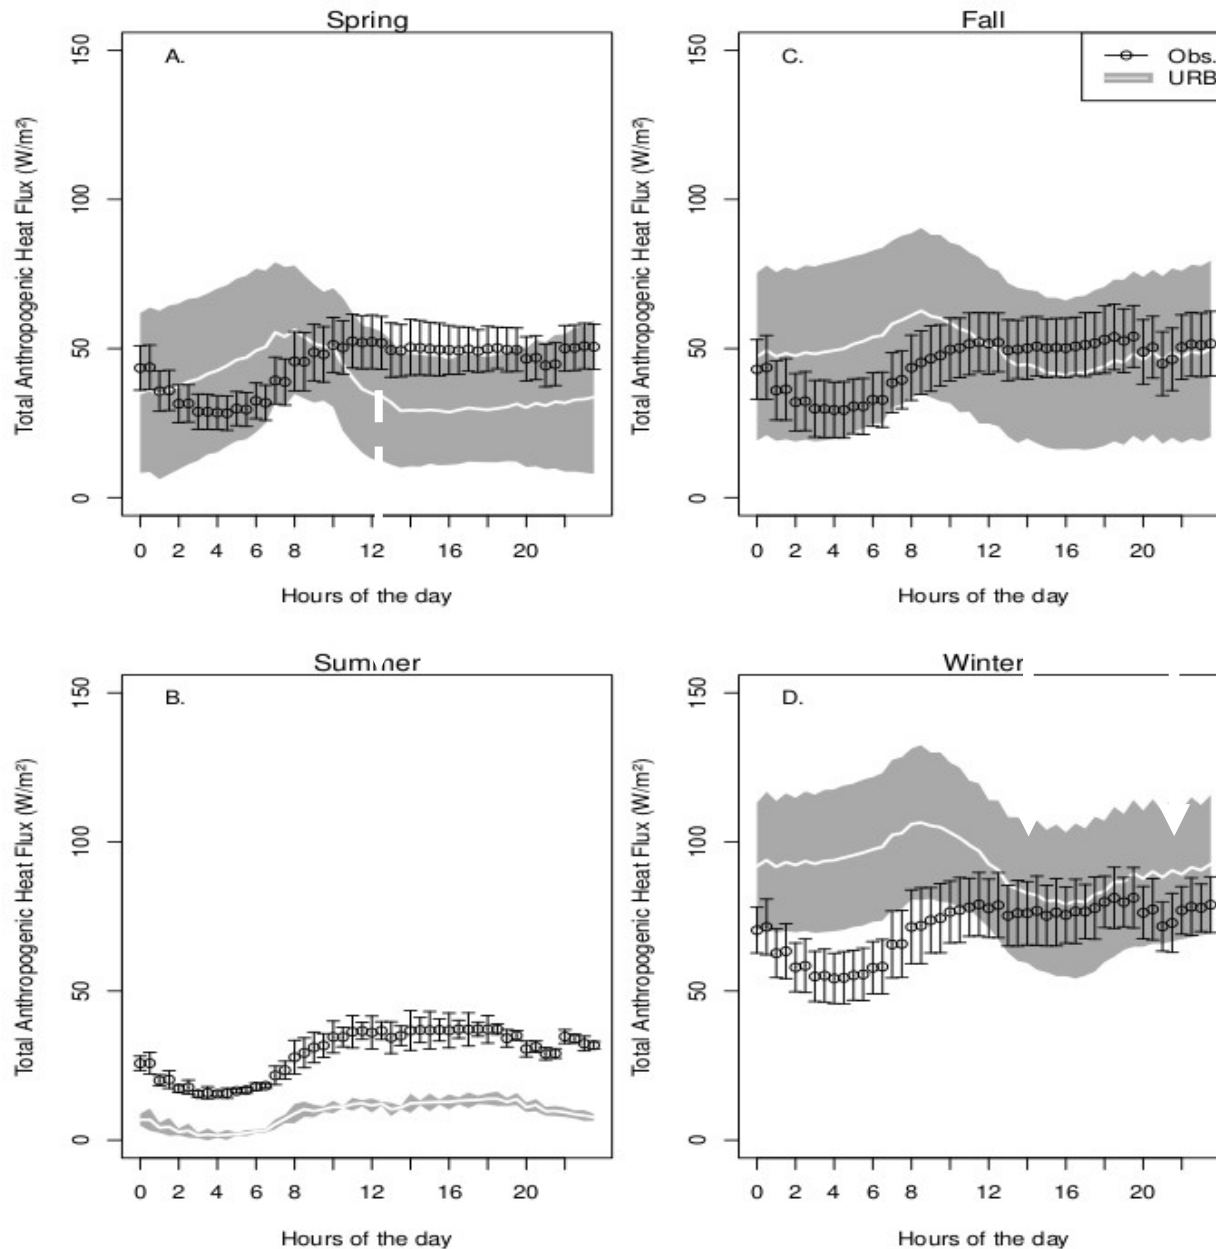 Spring
A.
150
100
50
0
Total Anthropogenic Heat Flux (W/m²)
0 2 4 6 8 12 16 20
Hours of the day
Fall
C.
Obs.
URB
150
100
50
0
Total Anthropogenic Heat Flux (W/m²)
0 2 4 6 8 12 16 20
Hours of the day
Summer
B.
150
100
50
0
Total Anthropogenic Heat Flux (W/m²)
0 2 4 6 8 12 16 20
Hours of the day
Winter
D.
150
100
50
0
Total Anthropogenic Heat Flux (W/m²)
0 2 4 6 8 12 16 20
Hours of the day